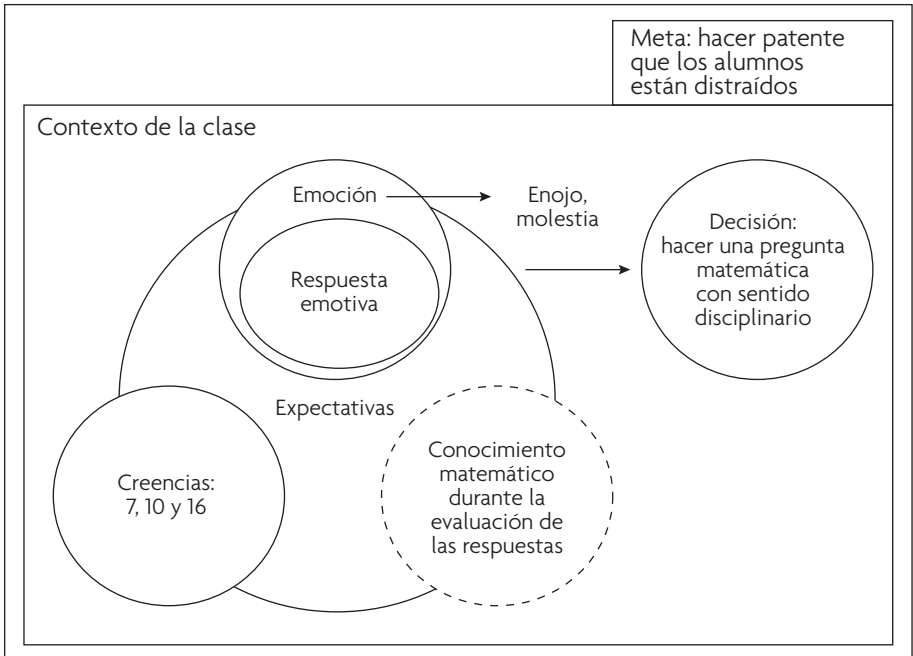 Meta: hacer patente
que los alumnos
están distraídos
Contexto de la clase
Emoción
Enojo,
molestia
Respuesta
emotiva
Decisión:
hacer una pregunta
matemática
con sentido
disciplinario
Expectativas
Creencias:
7, 10 y 16
Conocimiento
matemático
durante la
evaluación de
las respuestas